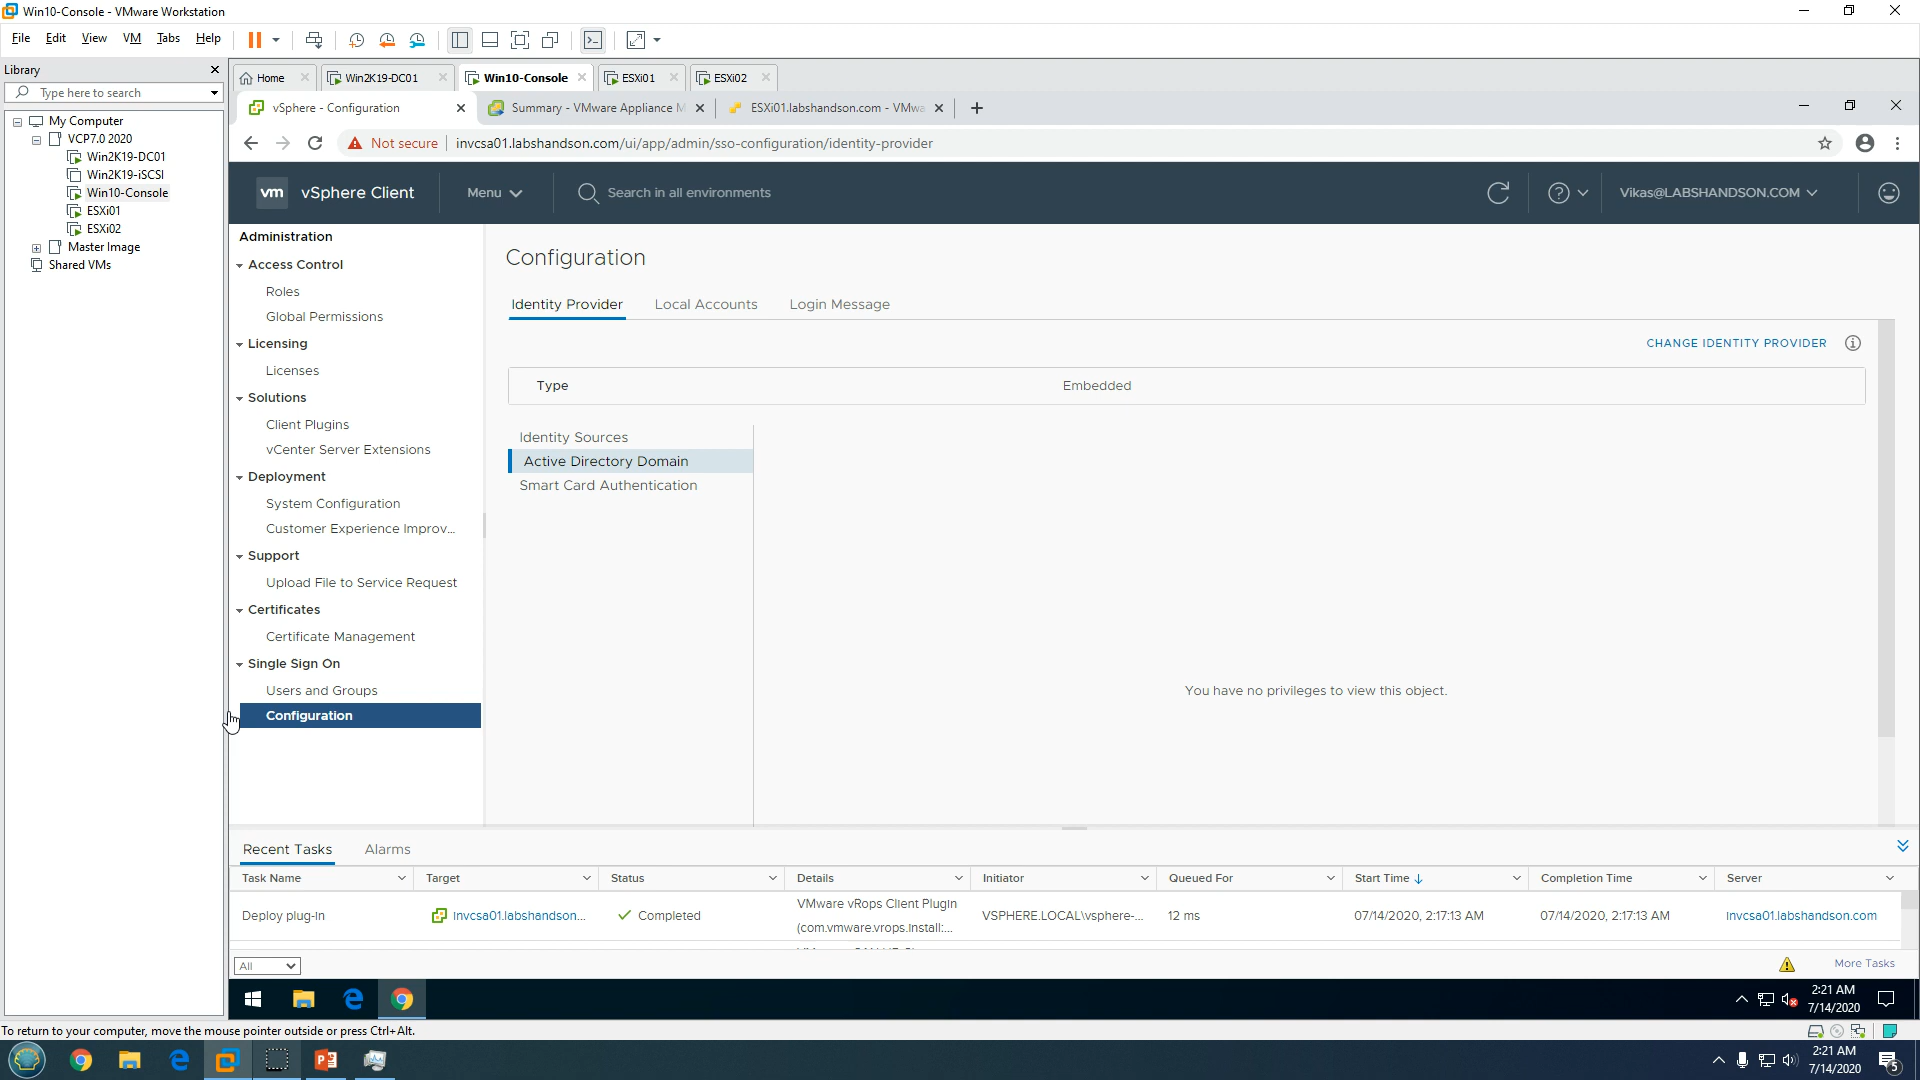 Win10-Console - VMware Workstation
File Edit View VM Tabs Help
Library
Type here to search
My Computer
VCP7.0 2020
Win2K19-DC01
Win2K19-iSCSI
Win10-Console
ESXi01
ESXi02
Master Image
Shared VMs
Home
Win2K19-DC01
Win10-Console
ESXi01
ESXi02
vSphere - Configuration
Summary - VMware Appliance M
ESXi01.labshandson.com - VMwa
Not secure
invcsa01.labshandson.com/ui/app/admin/sso-configuration/identity-provider
vm vSphere Client
Menu
Search in all environments
Vikas@LABSHANDSON.COM
Administration
Access Control
Roles
Global Permissions
Licensing
Licenses
Solutions
Client Plugins
vCenter Server Extensions
Deployment
System Configuration
Customer Experience Improv...
Support
Upload File to Service Request
Certificates
Certificate Management
Single Sign On
Users and Groups
Configuration
Configuration
Identity Provider Local Accounts Login Message
CHANGE IDENTITY PROVIDER
Type Embedded
Identity Sources
Active Directory Domain
Smart Card Authentication
You have no privileges to view this object.
Recent Tasks Alarms
Task Name Target Status Details Initiator Queued For Start Time Completion Time Server
Deploy plug-in invcsa01.labshandson... Completed VMware vRops Client Plugin VSPHERE.LOCAL\vsphere-... 12 ms 07/14/2020, 2:17:13 AM 07/14/2020, 2:17:13 AM invcsa01.labshandson.com
(com.vmware.vrops.install:...
All
More Tasks
2:21 AM
7/14/2020
To return to your computer, move the mouse pointer outside or press Ctrl+Alt.
2:21 AM
7/14/2020
5